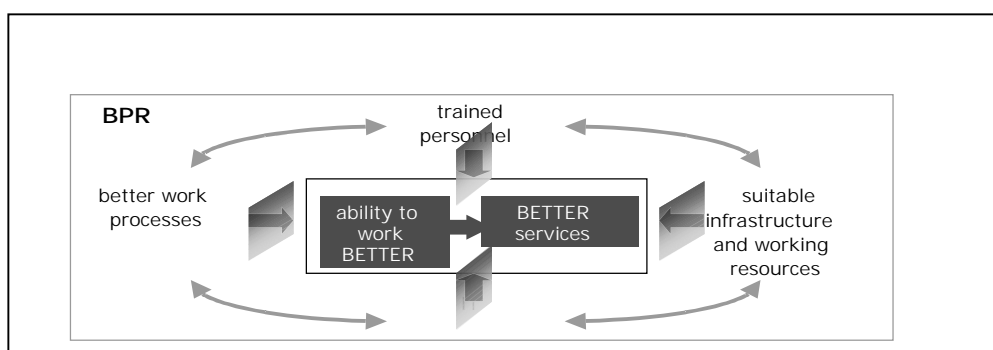 BPR
trained
personnel
better work
processes
ability to
work
BETTER
BETTER
services
suitable
infrastructure
and working
resources